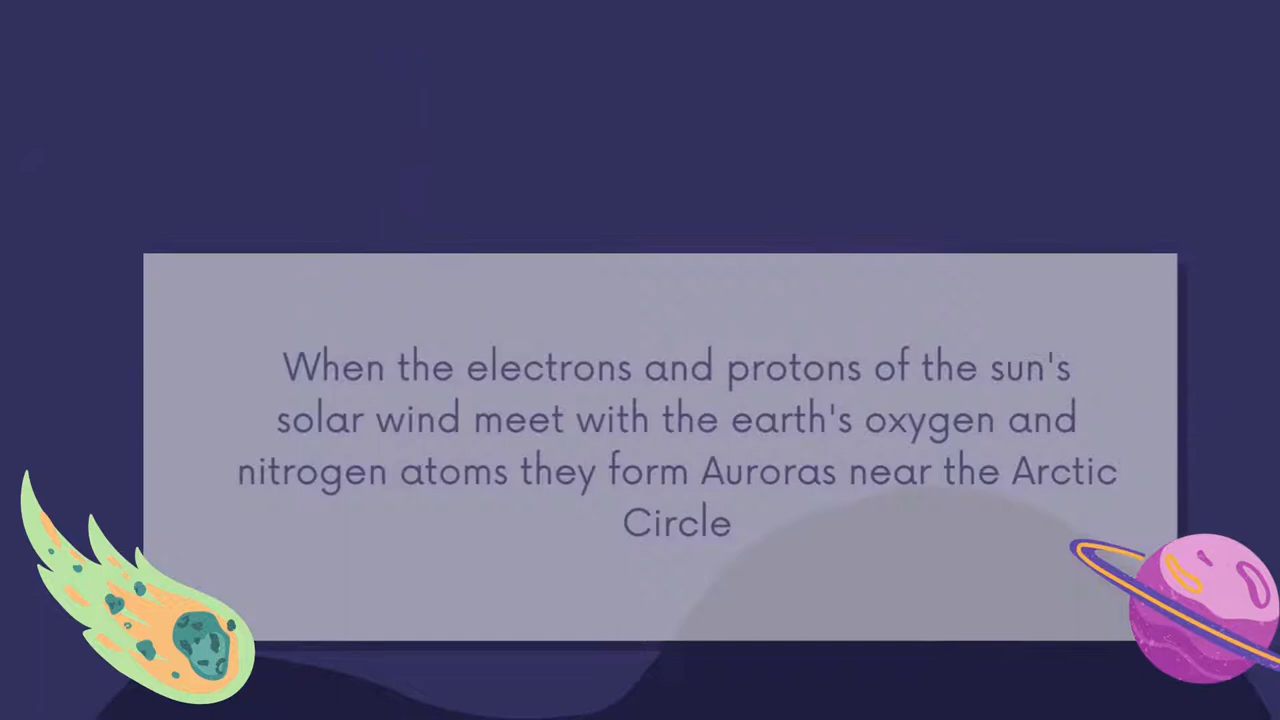 When the electrons and protons of the sun's
solar wind meet with the earth's oxygen and
nitrogen atoms they form Auroras near the Arctic
Circle